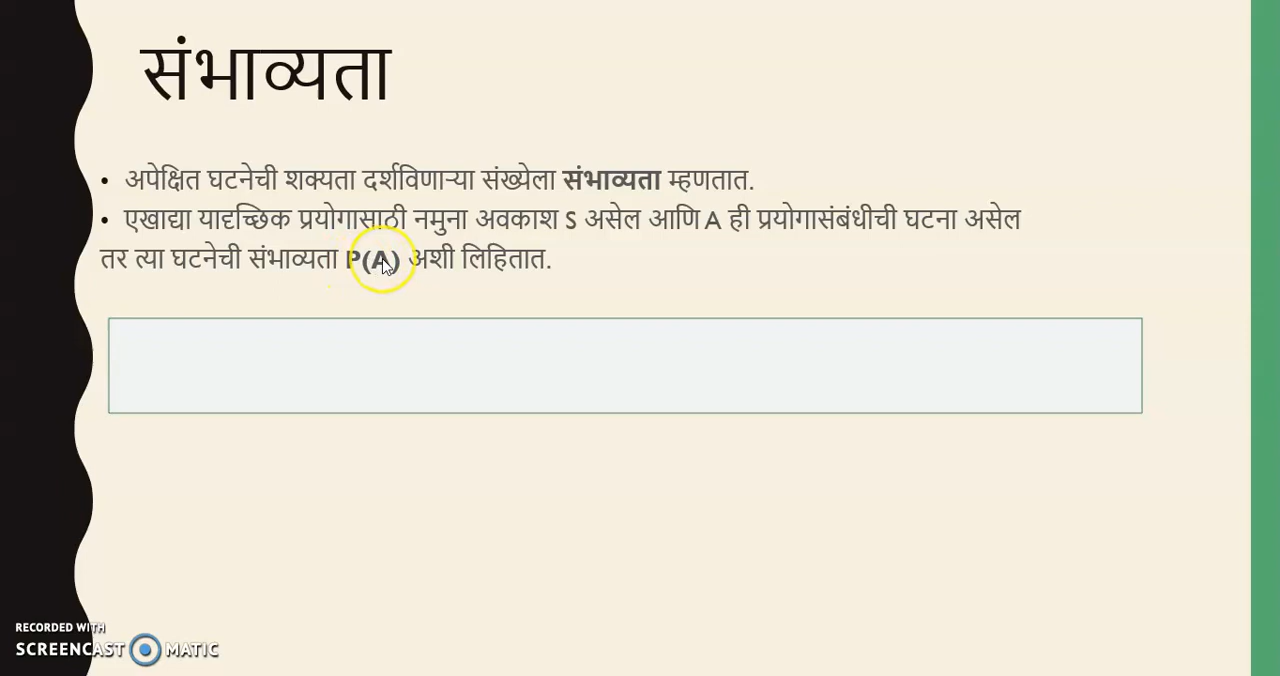 संभाव्यता
• अपेक्षित घटनेची शक्यता दर्शविणाऱ्या संख्येला संभाव्यता म्हणतात.
• एखाद्या यादृच्छिक प्रयोगासाठी नमुना अवकाश S असेल आणि A ही प्रयोगासंबंधीची घटना असेल
तर त्या घटनेची संभाव्यता P(A) अशी लिहितात.
RECORDED WITH
SCREENCAST MATIC